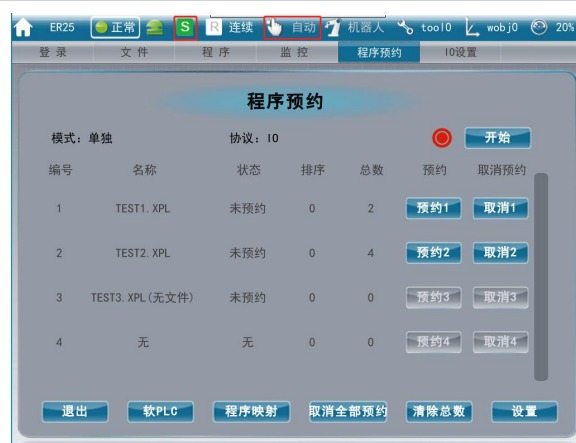 ER25 正常 S R 连续 自动 机器人 tool0 wobj0 20%
登录 文件 程序 监控 程序预约 IO设置
程序预约
模式：单独 协议：IO 开始
编号 名称 状态 排序 总数 预约 取消预约
1 TEST1.XPL 未预约 0 2 预约1 取消1
2 TEST2.XPL 未预约 0 4 预约2 取消2
3 TEST3.XPL(无文件) 未预约 0 0 预约3 取消3
4 无 无 0 0 预约4 取消4
退出 软PLC 程序映射 取消全部预约 清除总数 设置